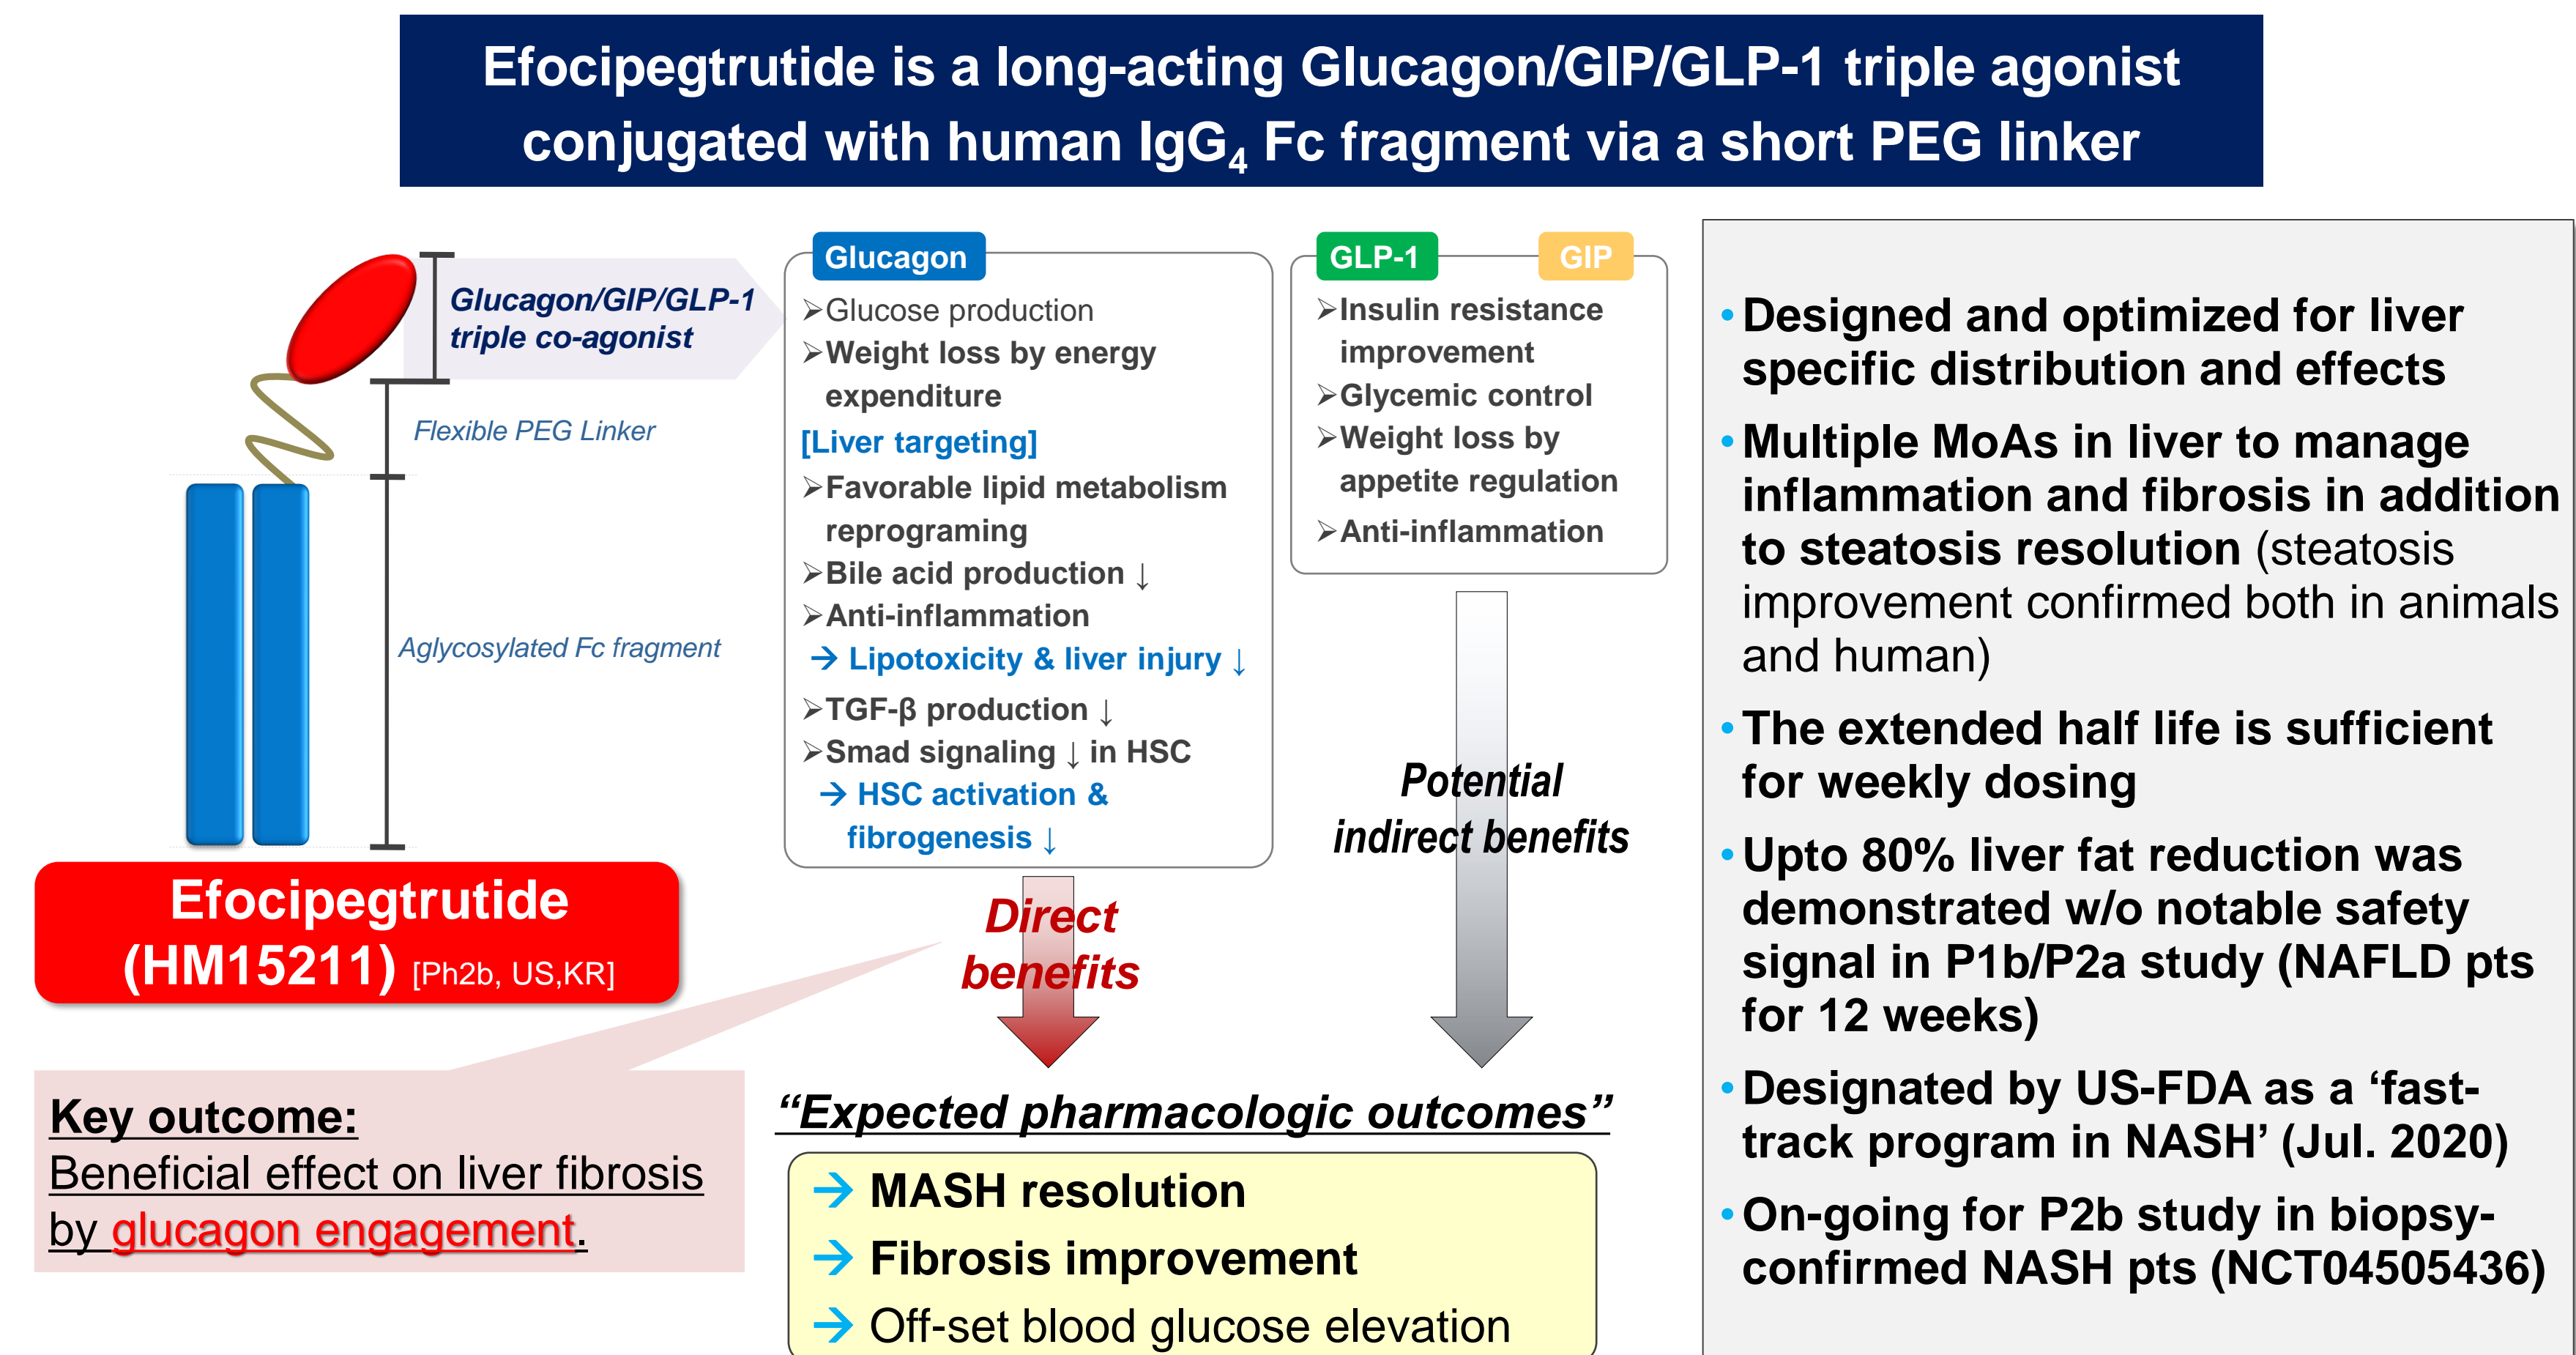 Efocipegtrutide is a long-acting Glucagon/GIP/GLP-1 triple agonist
conjugated with human IgG₄ Fc fragment via a short PEG linker
Glucagon/GIP/GLP-1
triple co-agonist
Flexible PEG Linker
Aglycosylated Fc fragment
Efocipegtrutide
(HM15211) [Ph2b, US,KR]
Key outcome:
Beneficial effect on liver fibrosis
by glucagon engagement.
Glucagon
➢Glucose production
➢Weight loss by energy
expenditure
[Liver targeting]
➢Favorable lipid metabolism
reprograming
➢Bile acid production ↓
➢Anti-inflammation
→ Lipotoxicity & liver injury ↓
➢TGF-β production ↓
➢Smad signaling ↓ in HSC
→ HSC activation &
fibrogenesis ↓
Direct
benefits
GLP-1
GIP
➢Insulin resistance
improvement
➢Glycemic control
➢Weight loss by
appetite regulation
➢Anti-inflammation
Potential
indirect benefits
“Expected pharmacologic outcomes”
→ MASH resolution
→ Fibrosis improvement
→ Off-set blood glucose elevation
•Designed and optimized for liver
specific distribution and effects
•Multiple MoAs in liver to manage
inflammation and fibrosis in addition
to steatosis resolution (steatosis
improvement confirmed both in animals
and human)
•The extended half life is sufficient
for weekly dosing
•Upto 80% liver fat reduction was
demonstrated w/o notable safety
signal in P1b/P2a study (NAFLD pts
for 12 weeks)
•Designated by US-FDA as a ‘fast-
track program in NASH’ (Jul. 2020)
•On-going for P2b study in biopsy-
confirmed NASH pts (NCT04505436)